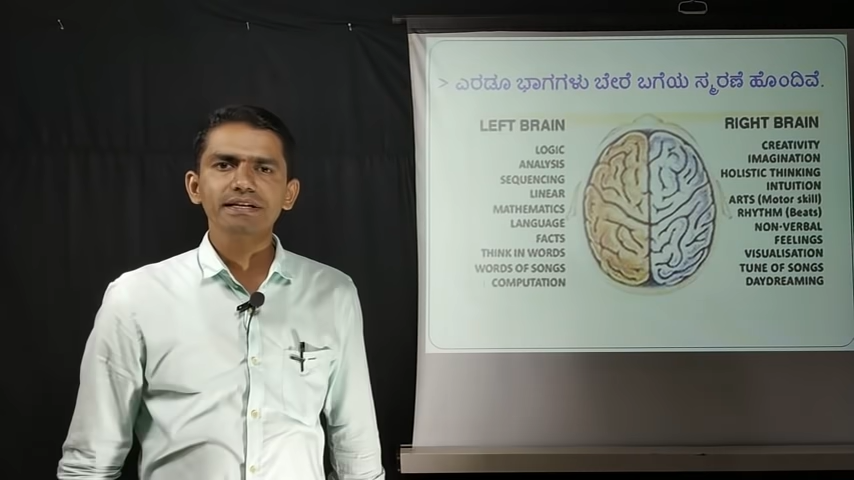 > ಎರಡೂ ಭಾಗಗಳು ಬೇರೆ ಬಗೆಯ ಸ್ಮರಣೆ ಹೊಂದಿವೆ.
LEFT BRAIN
LOGIC
ANALYSIS
SEQUENCING
LINEAR
MATHEMATICS
LANGUAGE
FACTS
THINK IN WORDS
WORDS OF SONGS
COMPUTATION
RIGHT BRAIN
CREATIVITY
IMAGINATION
HOLISTIC THINKING
INTUITION
ARTS (Motor skill)
RHYTHM (Beats)
NON-VERBAL
FEELINGS
VISUALISATION
TUNE OF SONGS
DAYDREAMING